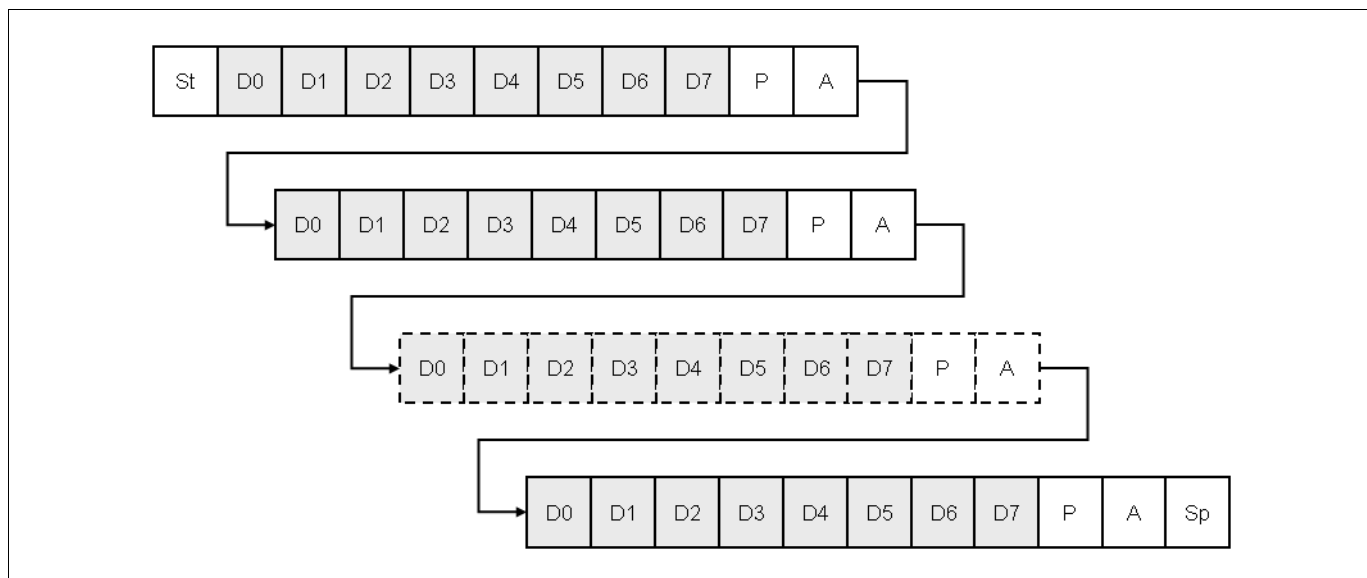 St D0 D1 D2 D3 D4 D5 D6 D7 P A
D0 D1 D2 D3 D4 D5 D6 D7 P A
D0 D1 D2 D3 D4 D5 D6 D7 P A
D0 D1 D2 D3 D4 D5 D6 D7 P A Sp